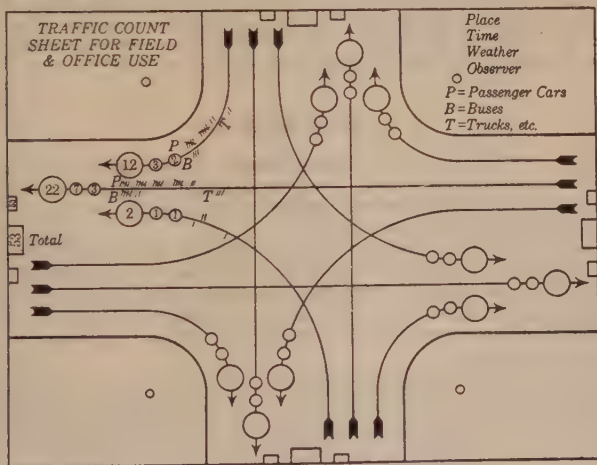 TRAFFIC COUNT
SHEET FOR FIELD
& OFFICE USE
Place
Time
Weather
Observer
P=Passenger Cars
B=Buses
T=Trucks, etc.
P
T
B
12 3
22 7 3
P
B
T
2 1 1
53 Total